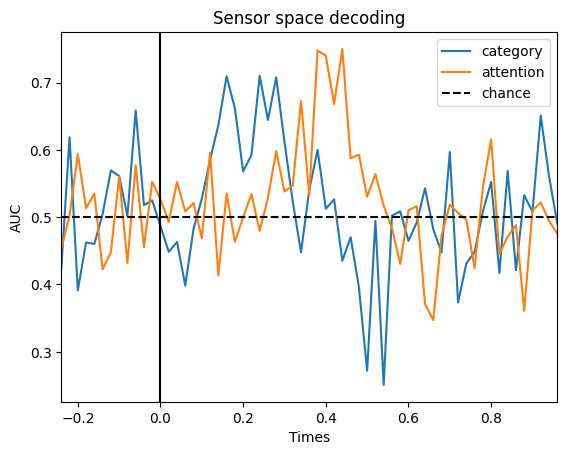 Sensor space decoding
category
attention
chance
AUC
0.7
0.6
0.5
0.4
0.3
−0.2
0.0
0.2
0.4
0.6
0.8
Times